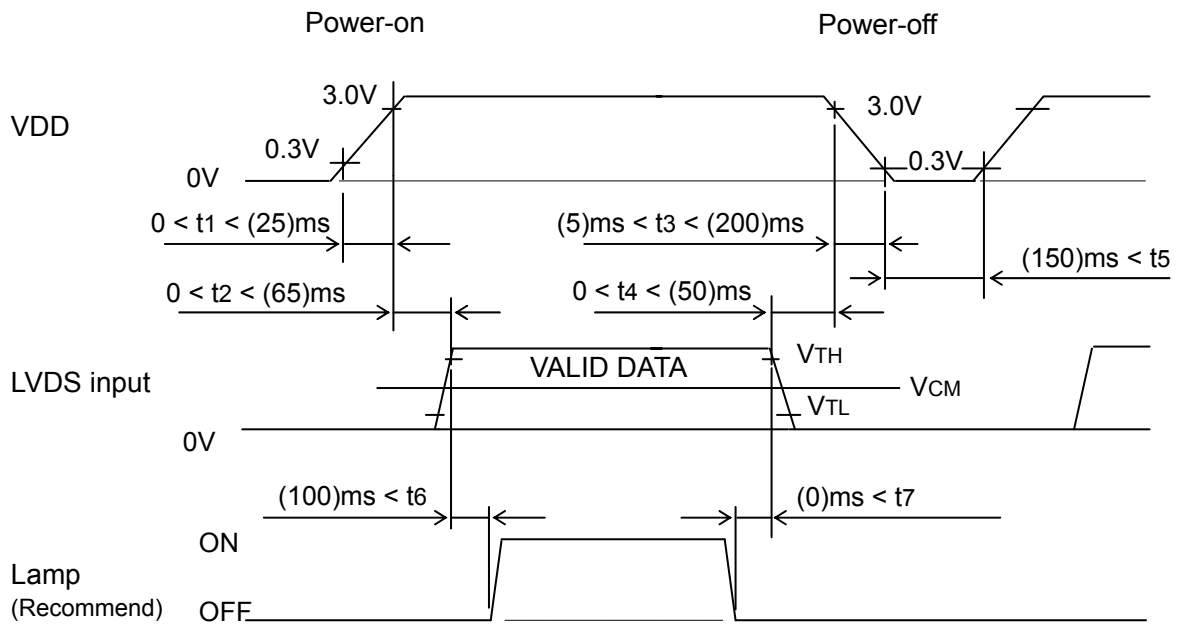 Power-on
Power-off
VDD
3.0V
3.0V
0.3V
0.3V
0V
0 < t1 < (25)ms
(5)ms < t3 < (200)ms
(150)ms < t5
0 < t2 < (65)ms
0 < t4 < (50)ms
LVDS input
VALID DATA
VTH
VCM
VTL
0V
(100)ms < t6
(0)ms < t7
ON
Lamp
(Recommend)
OFF